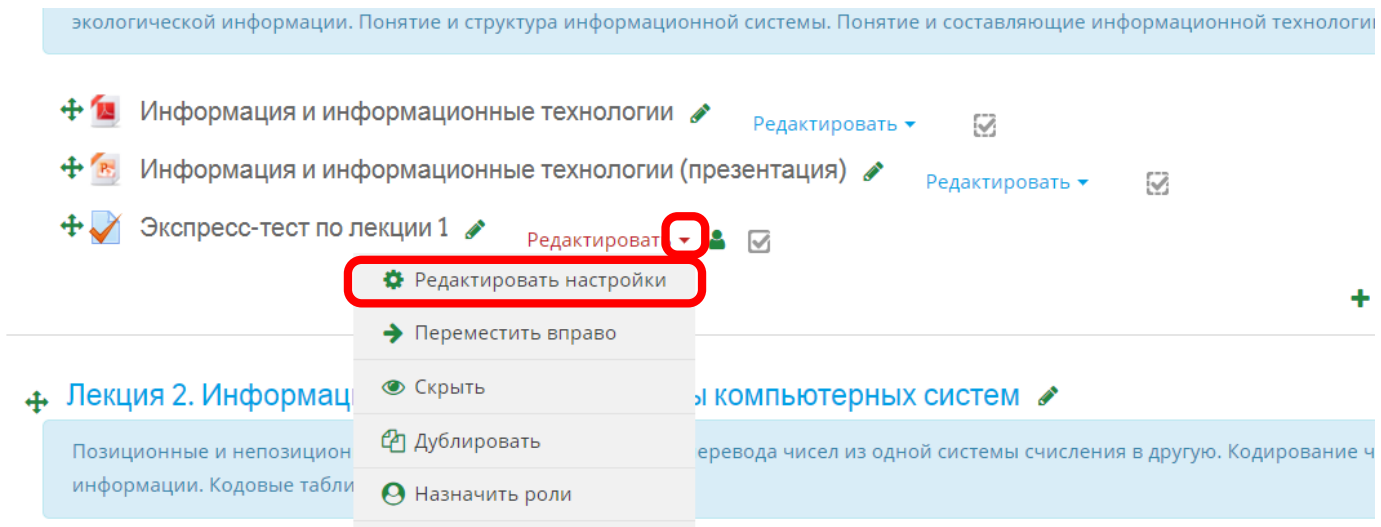 экологической информации. Понятие и структура информационной системы. Понятие и составляющие информационной технологии
Информация и информационные технологии Редактировать
Информация и информационные технологии (презентация) Редактировать
Экспресс-тест по лекции 1 Редактироват
Редактировать настройки
Переместить вправо
Лекция 2. Информац ы компьютерных систем
Скрыть
Дублировать
Позиционные и непозицион еревода чисел из одной системы счисления в другую. Кодирование ч
информации. Кодовые табли
Назначить роли